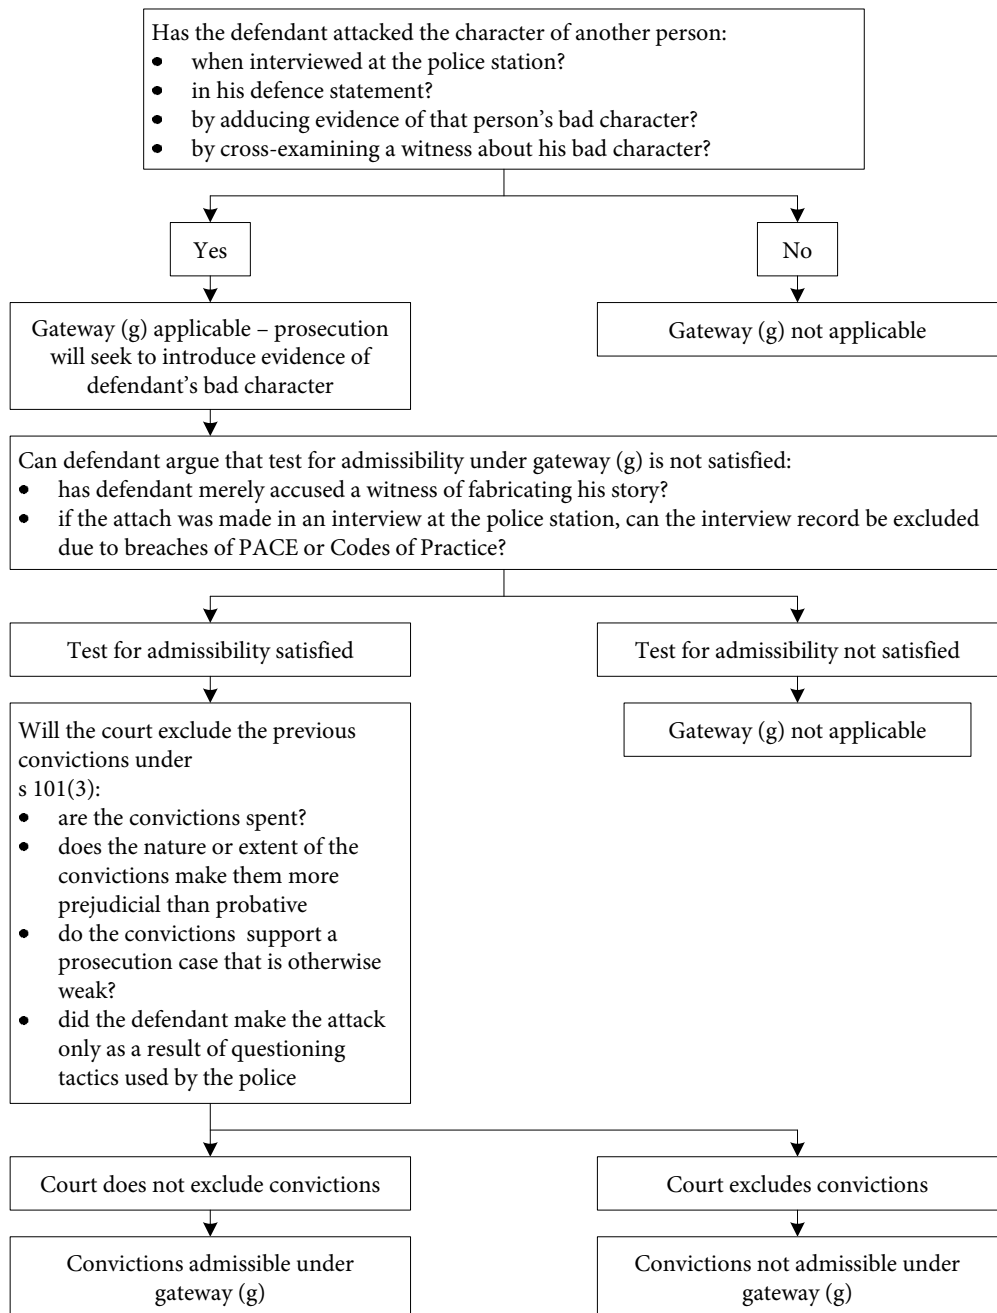 Has the defendant attacked the character of another person:
• when interviewed at the police station?
• in his defence statement?
• by adducing evidence of that person's bad character?
• by cross-examining a witness about his bad character?
Yes
No
Gateway (g) applicable – prosecution
will seek to introduce evidence of
defendant's bad character
Gateway (g) not applicable
Can defendant argue that test for admissibility under gateway (g) is not satisfied:
• has defendant merely accused a witness of fabricating his story?
• if the attach was made in an interview at the police station, can the interview record be excluded
due to breaches of PACE or Codes of Practice?
Test for admissibility satisfied
Test for admissibility not satisfied
Will the court exclude the previous
convictions under
s 101(3):
• are the convictions spent?
• does the nature or extent of the
convictions make them more
prejudicial than probative
• do the convictions support a
prosecution case that is otherwise
weak?
• did the defendant make the attack
only as a result of questioning
tactics used by the police
Gateway (g) not applicable
Court does not exclude convictions
Court excludes convictions
Convictions admissible under
gateway (g)
Convictions not admissible under
gateway (g)